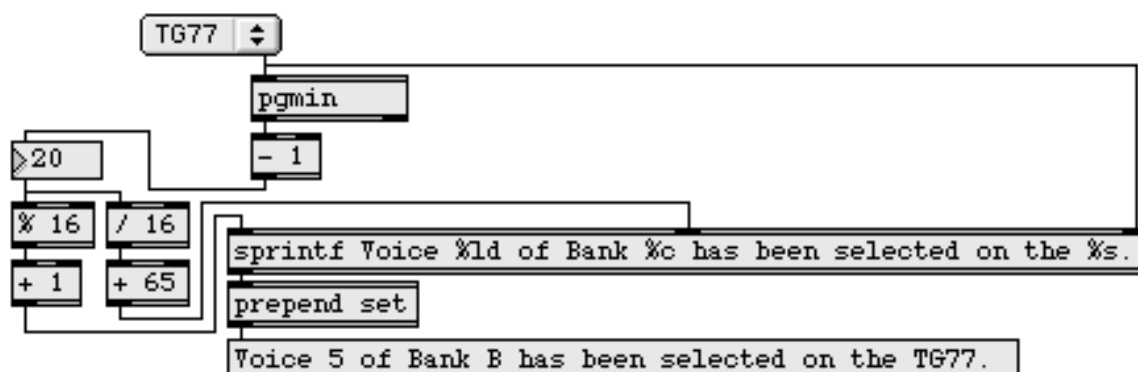 TG77
pgmin
20
- 1
% 16
/ 16
sprintf Voice %ld of Bank %c has been selected on the %s.
+ 1
+ 65
prepend set
Voice 5 of Bank B has been selected on the TG77.